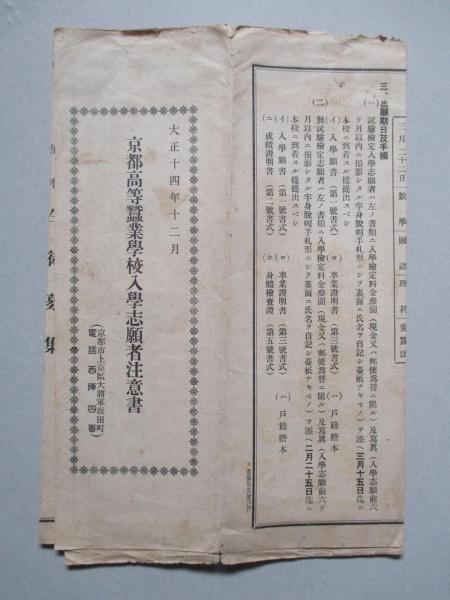 三月二十二日 數學 國語 理科 養蠶法
三、出願期日及手續
(一) 試驗檢定入學志願者ハ左ノ書類ニ入學檢定料金參圓(現金又ハ郵便爲替ニ限ル)及寫眞(入學志願前六
ケ月以內ニ撮影シタル半身脫帽手札形ニシテ裏面ニ氏名ヲ自記シ臺紙ナキモノ)ヲ添ヘ三月十五日迄ニ
本校ニ到着スル樣提出スベシ
(イ) 入學願書(第一號書式) (ロ) 卒業證明書(第三號書式) (ハ) 戶籍謄本
(二) 無試驗檢定志願者ハ左ノ書類ニ入學檢定料金參圓(現金又ハ郵便爲替ニ限ル)及寫眞(入學志願前六ケ
月以內ニ撮影シタル半身脫帽手札形ニシテ裏面ニ氏名ヲ自記シ臺紙ナキモノ)ヲ添ヘ二月二十五日迄ニ
本校ニ到着スル樣提出スベシ
(イ) 入學願書(第一號書式) (ロ) 卒業證明書(第三號書式) (ハ) 戶籍謄本
(ニ) 成績證明書(第二號書式) (ホ) 身體檢査證(第五號書式)
大正十四年十二月
京都高等蠶業學校入學志願者注意書
(京都市上京區大將軍坂田町
電話西陣四番)
募集